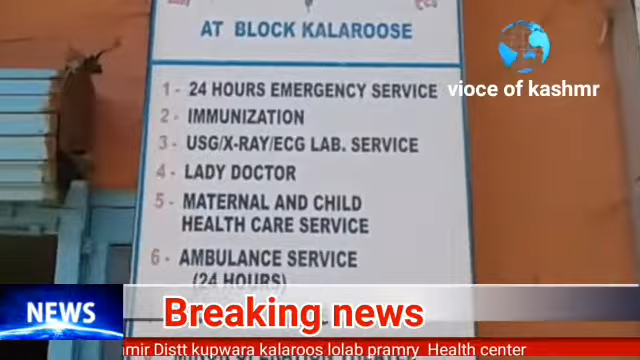 AT BLOCK KALAROOSE
1 - 24 HOURS EMERGENCY SERVICE
vioce of kashmr
2 - IMMUNIZATION
3 - USG/X-RAY/ECG LAB. SERVICE
4 - LADY DOCTOR
5 - MATERNAL AND CHILD
HEALTH CARE SERVICE
6 - AMBULANCE SERVICE
(24 HOURS)
NEWS
Breaking news
Distt kupwara kalaroos lolab pramry Health center